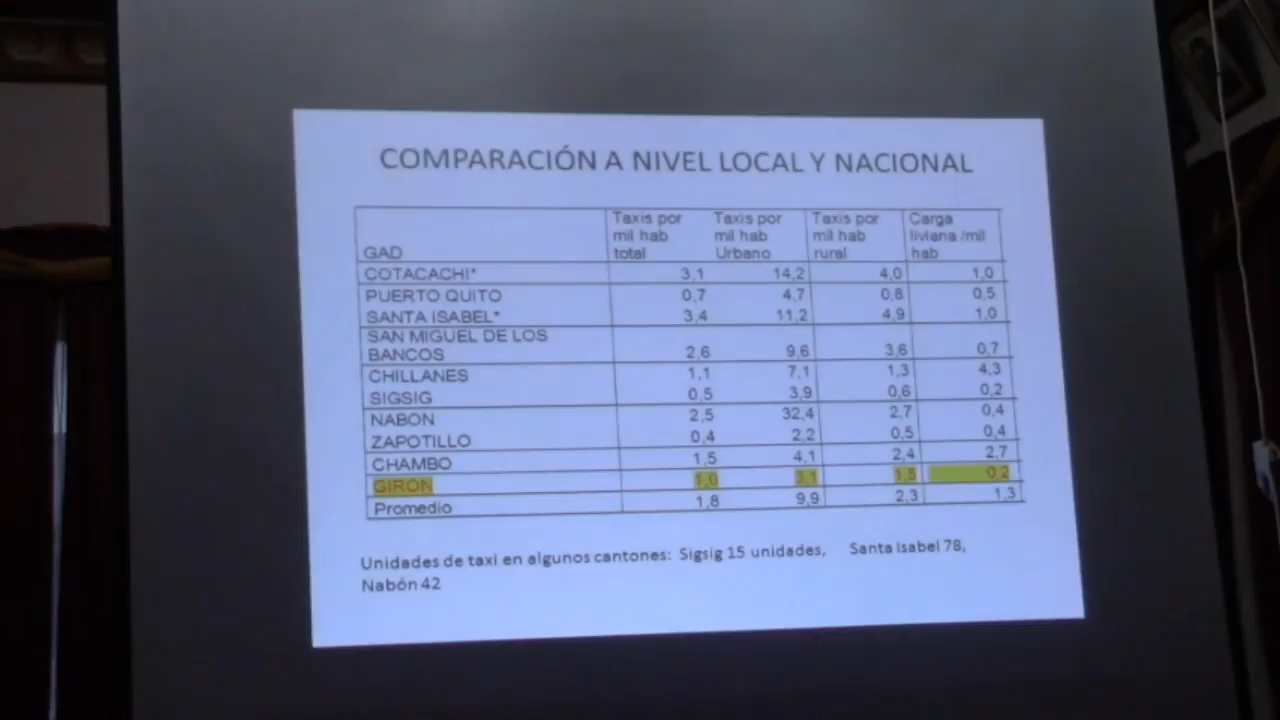 COMPARACIÓN A NIVEL LOCAL Y NACIONAL
GAD Taxis por mil hab total Taxis por mil hab Urbano Taxis por mil hab rural Carga liviana /mil hab
COTACACHI* 3,1 14,2 4,0 1,0
PUERTO QUITO 0,7 4,7 0,8 0,5
SANTA ISABEL* 3,4 11,2 4,9 1,0
SAN MIGUEL DE LOS
BANCOS 2,6 9,6 3,6 0,7
CHILLANES 1,1 7,1 1,3 4,3
SIGSIG 0,5 3,9 0,6 0,2
NABON 2,5 32,4 2,7 0,4
ZAPOTILLO 0,4 2,2 0,5 0,4
CHAMBO 1,5 4,1 2,4 2,7
GIRON 1,0 3,1 1,5 0,2
Promedio 1,8 9,9 2,3 1,3
Unidades de taxi en algunos cantones: Sigsig 15 unidades, Santa Isabel 78,
Nabón 42